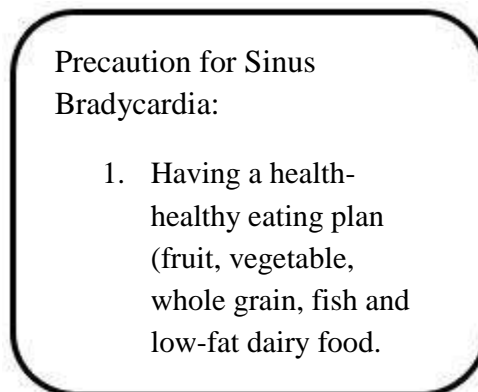 Precaution for Sinus
Bradycardia:
1. Having a health-
healthy eating plan
(fruit, vegetable,
whole grain, fish and
low-fat dairy food.